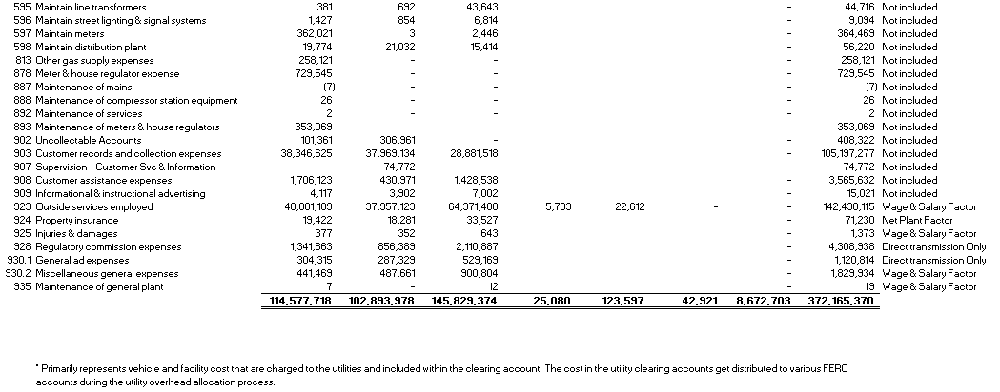 595 Maintain line transformers 381 692 43,643 - 44,716 Not included
596 Maintain street lighting & signal systems 1,427 854 6,814 - 9,094 Not included
597 Maintain meters 362,021 3 2,446 - 364,469 Not included
598 Maintain distribution plant 19,774 21,032 15,414 - 56,220 Not included
813 Other gas supply expenses 258,121 - - - 258,121 Not included
878 Meter & house regulator expense 729,545 - - - 729,545 Not included
887 Maintenance of mains (7) - - - (7) Not included
888 Maintenance of compressor station equipment 26 - - - 26 Not included
892 Maintenance of services 2 - - - 2 Not included
893 Maintenance of meters & house regulators 353,069 - - - 353,069 Not included
902 Uncollectable Accounts 101,361 306,961 - - 408,322 Not included
903 Customer records and collection expenses 38,346,625 37,969,134 28,881,518 - 105,197,277 Not included
907 Supervision - Customer Svc & Information - 74,772 - - 74,772 Not included
908 Customer assistance expenses 1,706,123 430,971 1,428,538 - 3,565,632 Not included
909 Informational & instructional advertising 4,117 3,902 7,002 - 15,021 Not included
923 Outside services employed 40,081,189 37,957,123 64,371,488 5,703 22,612 - - 142,438,115 Wage & Salary Factor
924 Property insurance 19,422 18,281 33,527 - 71,230 Net Plant Factor
925 Injuries & damages 377 352 643 - 1,373 Wage & Salary Factor
928 Regulatory commission expenses 1,341,663 856,389 2,110,887 - 4,308,938 Direct transmission Only
930.1 General ad expenses 304,315 287,329 529,169 - 1,120,814 Direct transmission Only
930.2 Miscellaneous general expenses 441,469 487,661 900,804 - 1,829,934 Wage & Salary Factor
935 Maintenance of general plant 7 - 12 - 19 Wage & Salary Factor
114,577,718 102,893,978 145,829,374 25,080 123,597 42,921 8,672,703 372,165,370
* Primarily represents vehicle and facility cost that are charged to the utilities and included within the clearing account. The cost in the utility clearing accounts get distributed to various FERC
accounts during the utility overhead allocation process.